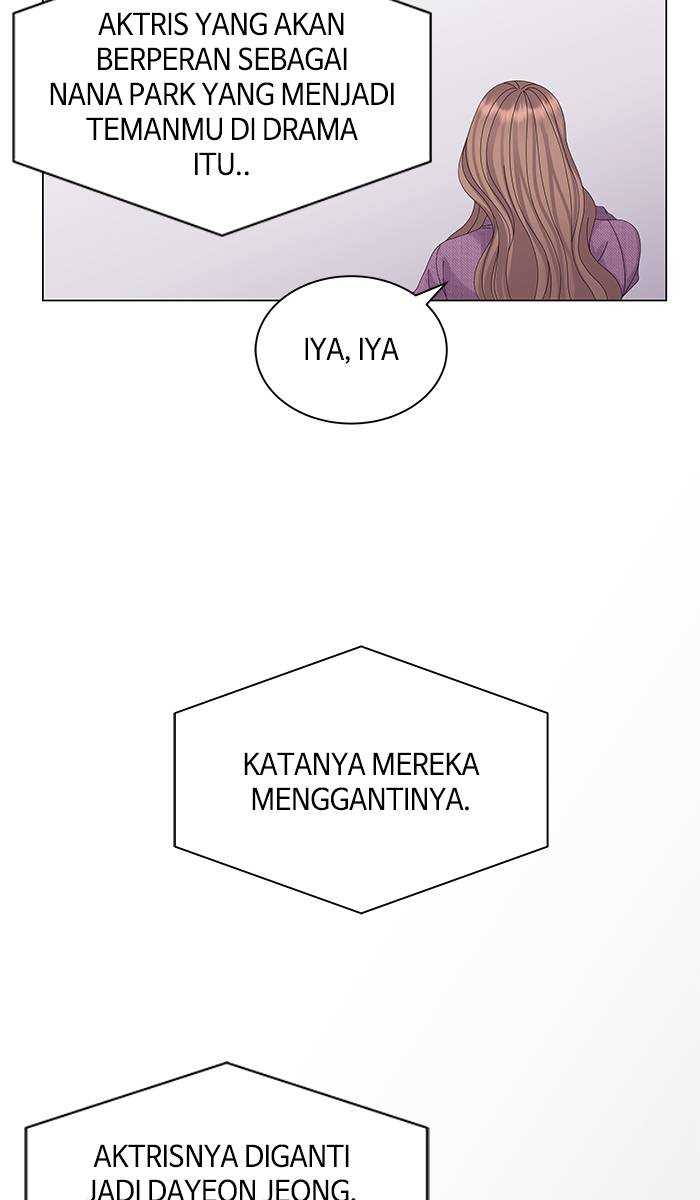 AKTRIS YANG AKAN
BERPERAN SEBAGAI
NANA PARK YANG MENJADI
TEMANMU DI DRAMA
ITU..
IYA, IYA
KATANYA MEREKA
MENGGANTINYA.
AKTRISNYA DIGANTI
JADI DAYEON JEONG.